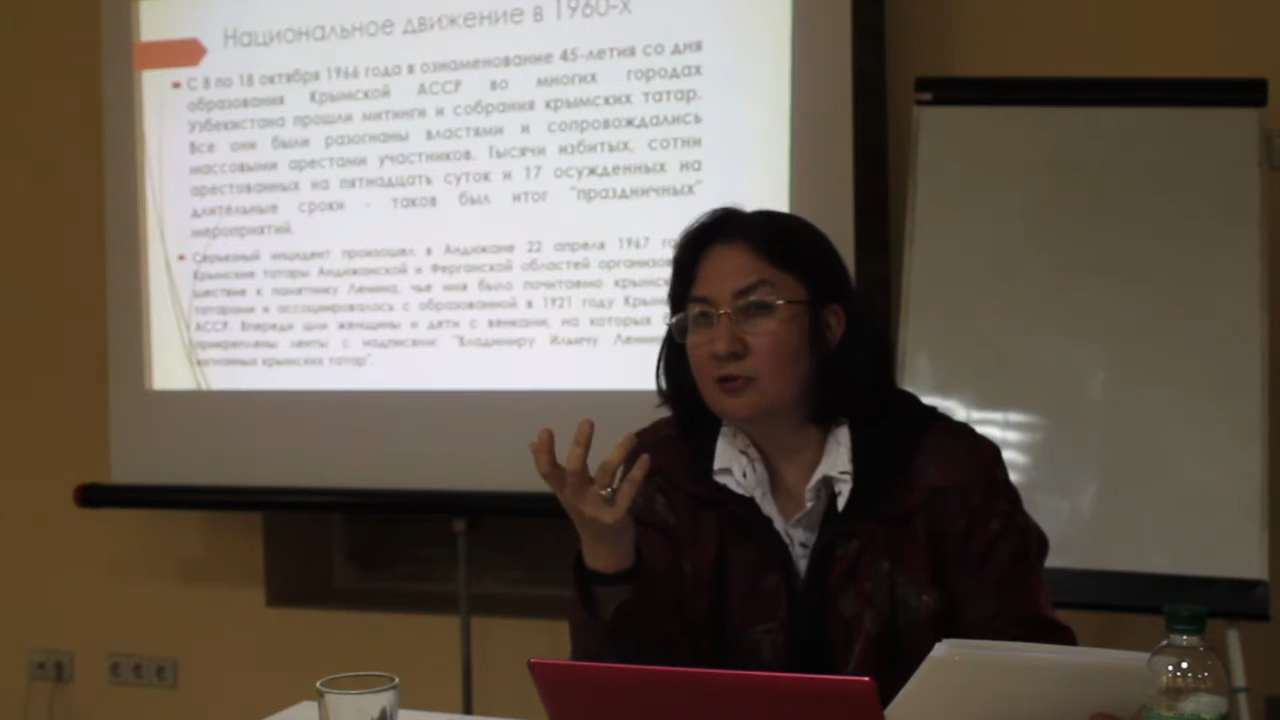 Национальное движение в 1960-х
С 8 по 18 октября 1966 года в ознаменование 45-летия со дня
образования Крымской АССР во многих городах
Узбекистана прошли митинги и собрания крымских татар.
Все они были разогнаны властями и сопровождались
массовыми арестами участников. Тысячи избитых, сотни
арестованных на пятнадцать суток и 17 осужденных на
длительные сроки - таков был итог "праздничных"
мероприятий.
Серьезный инцидент произошел в Андижане 22 апреля 1967
Крымские татары Андижанской и Ферганской областей
шествие к памятнику Ленина, чье имя было почитаемо
татарами и ассоциировалось с образованной в 1921 году
АССР. Впереди шли женщины и дети с венками, на которых
прикреплены ленты с надписями: "Владимиру Ильичу
крымских татар".